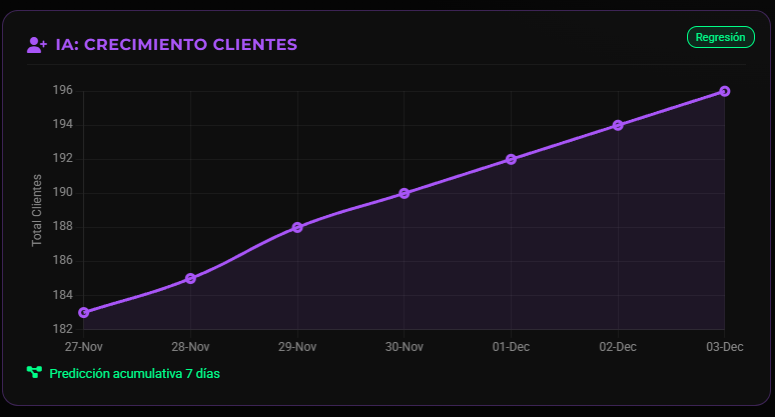 IA: CRECIMIENTO CLIENTES
Regresión
Total Clientes
196
194
192
190
188
186
184
182
27-Nov 28-Nov 29-Nov 30-Nov 01-Dec 02-Dec 03-Dec
Predicción acumulativa 7 días